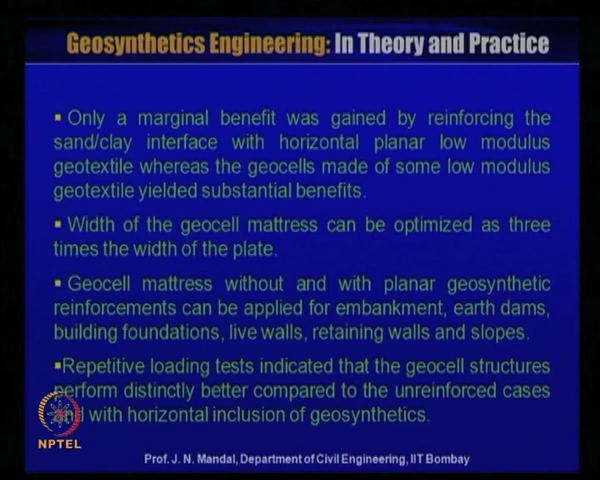 Geosynthetics Engineering: In Theory and Practice
▪ Only a marginal benefit was gained by reinforcing the
sand/clay interface with horizontal planar low modulus
geotextile whereas the geocells made of some low modulus
geotextile yielded substantial benefits.
▪ Width of the geocell mattress can be optimized as three
times the width of the plate.
▪ Geocell mattress without and with planar geosynthetic
reinforcements can be applied for embankment, earth dams,
building foundations, live walls, retaining walls and slopes.
▪Repetitive loading tests indicated that the geocell structures
perform distinctly better compared to the unreinforced cases
and with horizontal inclusion of geosynthetics.
NPTEL
Prof. J. N. Mandal, Department of Civil Engineering, IIT Bombay